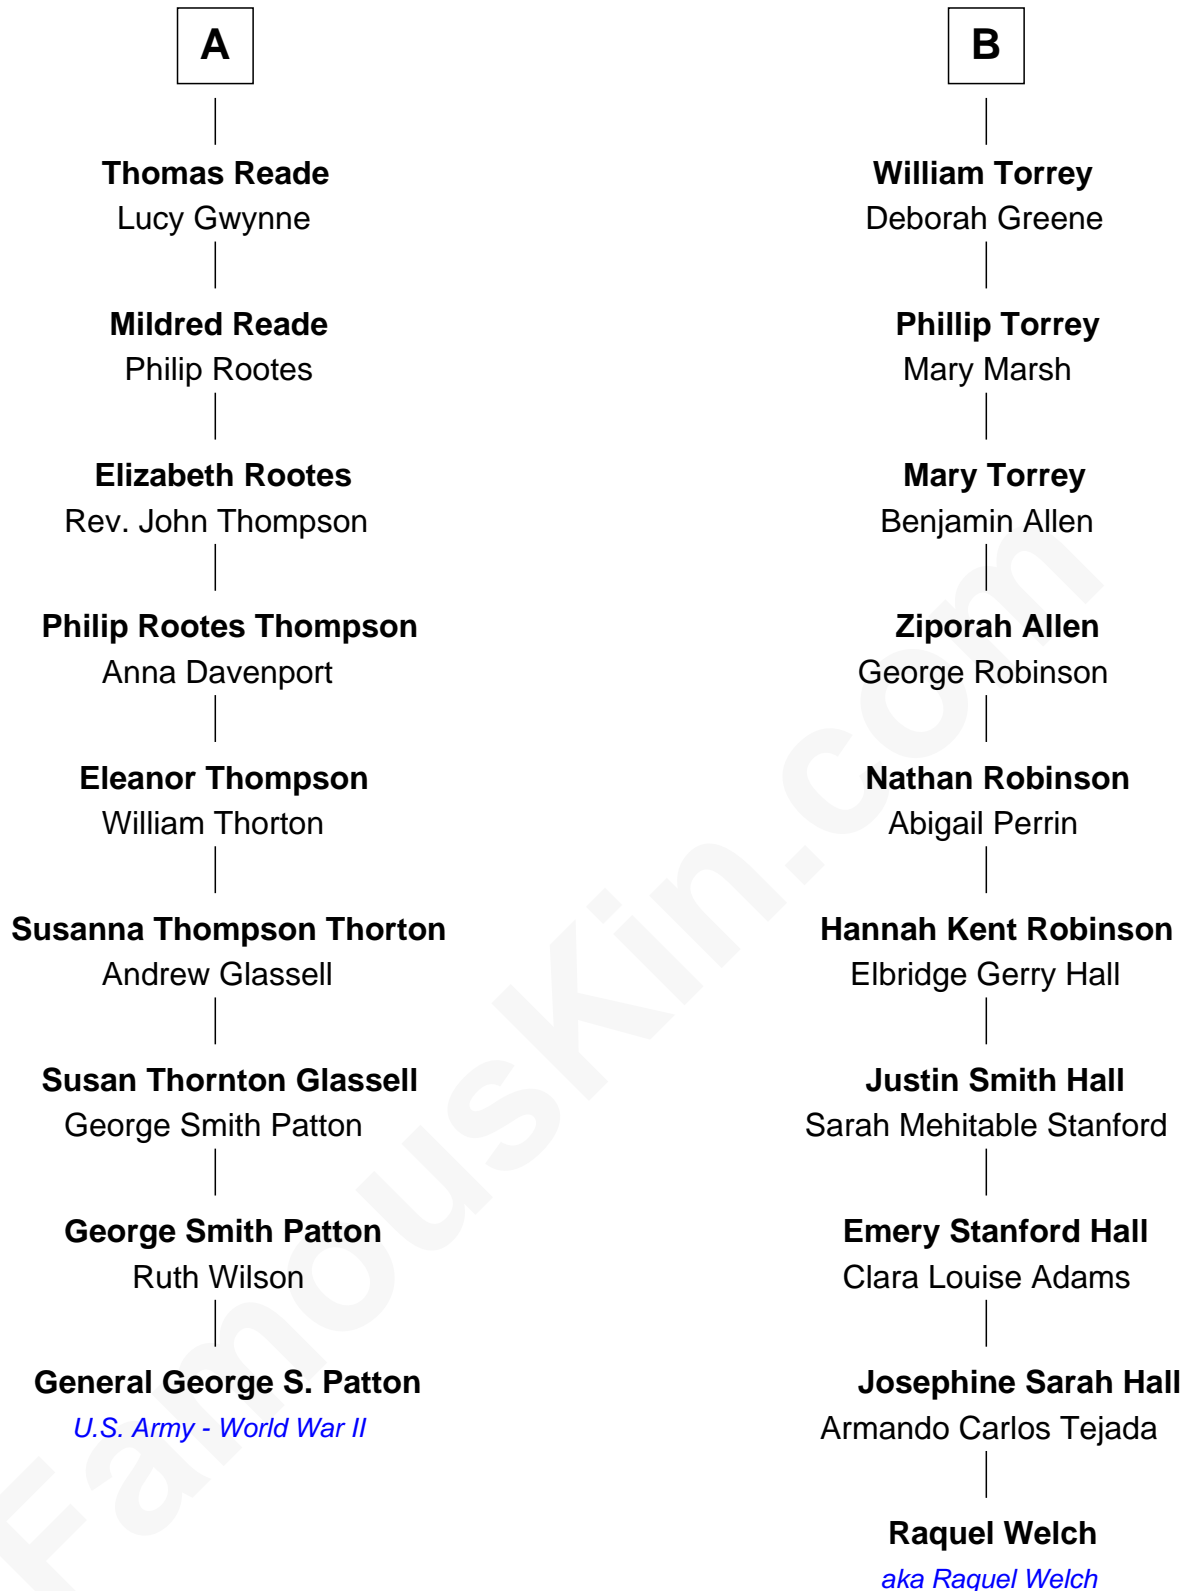 A
Thomas Reade
Lucy Gwynne
Mildred Reade
Philip Rootes
Elizabeth Rootes
Rev. John Thompson
Philip Rootes Thompson
Anna Davenport
Eleanor Thompson
William Thorton
Susanna Thompson Thorton
Andrew Glassell
Susan Thornton Glassell
George Smith Patton
George Smith Patton
Ruth Wilson
General George S. Patton
U.S. Army - World War II
B
William Torrey
Deborah Greene
Phillip Torrey
Mary Marsh
Mary Torrey
Benjamin Allen
Ziporah Allen
George Robinson
Nathan Robinson
Abigail Perrin
Hannah Kent Robinson
Elbridge Gerry Hall
Justin Smith Hall
Sarah Mehitable Stanford
Emery Stanford Hall
Clara Louise Adams
Josephine Sarah Hall
Armando Carlos Tejada
Raquel Welch
aka Raquel Welch
FamousKin.com